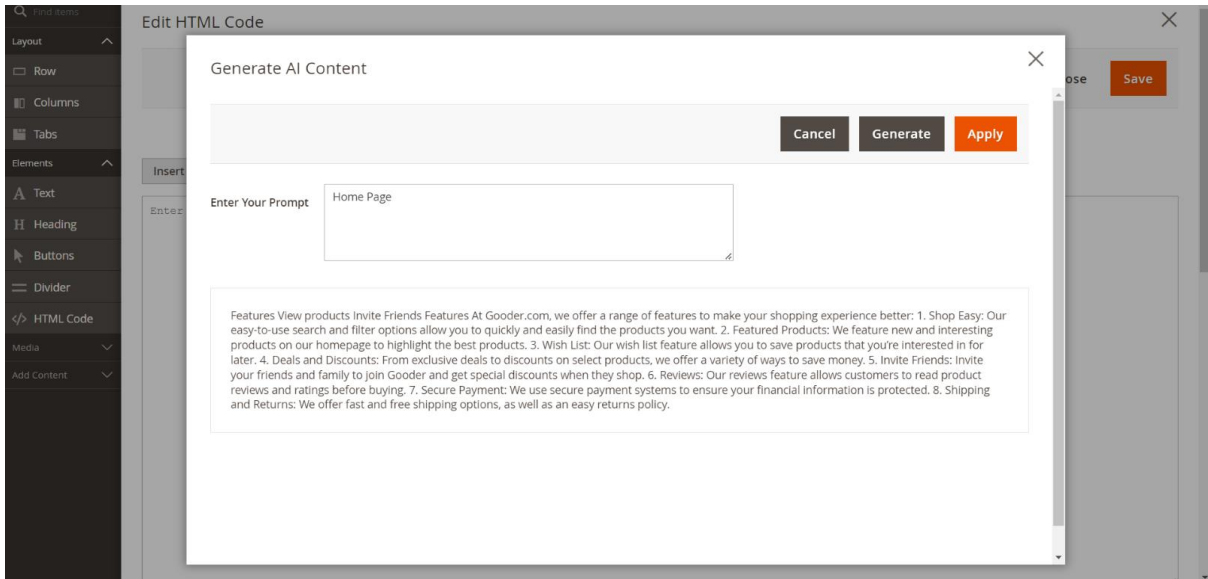 Find items
Edit HTML Code
Layout
Row
Columns
Tabs
Elements
Text
Heading
Buttons
Divider
</> HTML Code
Media
Add Content
Save
Insert
Enter
Generate AI Content
Cancel
Generate
Apply
Enter Your Prompt
Home Page
Features View products Invite Friends Features At Gooder.com, we offer a range of features to make your shopping experience better: 1. Shop Easy: Our
easy-to-use search and filter options allow you to quickly and easily find the products you want. 2. Featured Products: We feature new and interesting
products on our homepage to highlight the best products. 3. Wish List: Our wish list feature allows you to save products that you're interested in for
later. 4. Deals and Discounts: From exclusive deals to discounts on select products, we offer a variety of ways to save money. 5. Invite Friends: Invite
your friends and family to join Gooder and get special discounts when they shop. 6. Reviews: Our reviews feature allows customers to read product
reviews and ratings before buying. 7. Secure Payment: We use secure payment systems to ensure your financial information is protected. 8. Shipping
and Returns: We offer fast and free shipping options, as well as an easy returns policy.